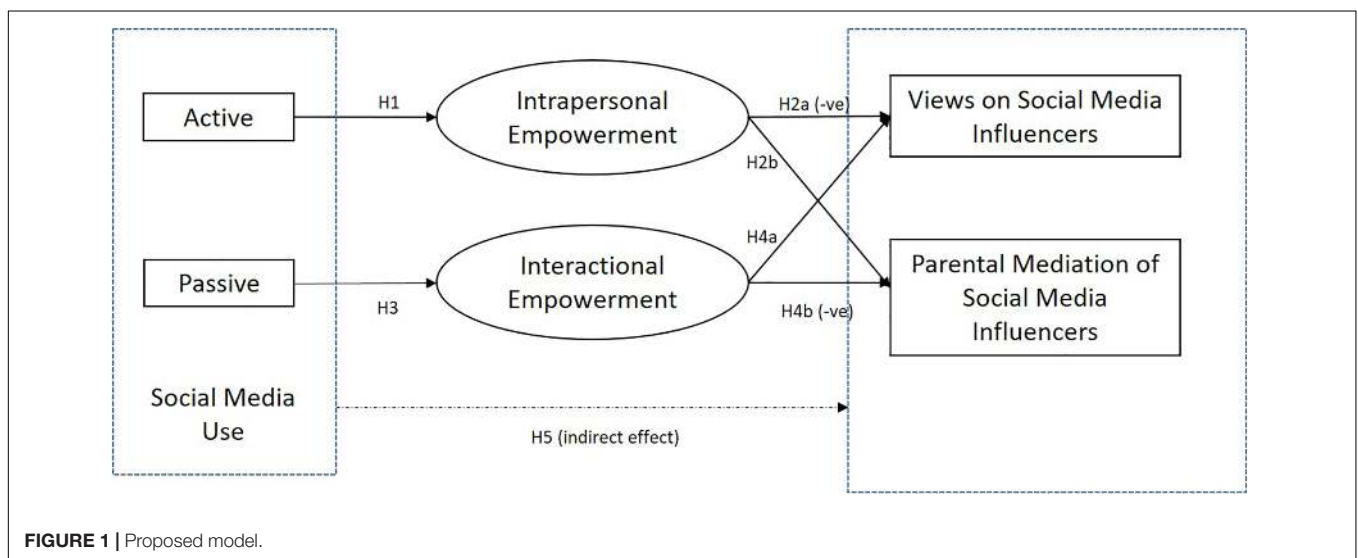 Active
Passive
Social Media
Use
H1
H3
Intrapersonal
Empowerment
Interactional
Empowerment
H2a (-ve)
H2b
H4a
H4b (-ve)
Views on Social Media
Influencers
Parental Mediation of
Social Media
Influencers
H5 (indirect effect)
FIGURE 1 | Proposed model.